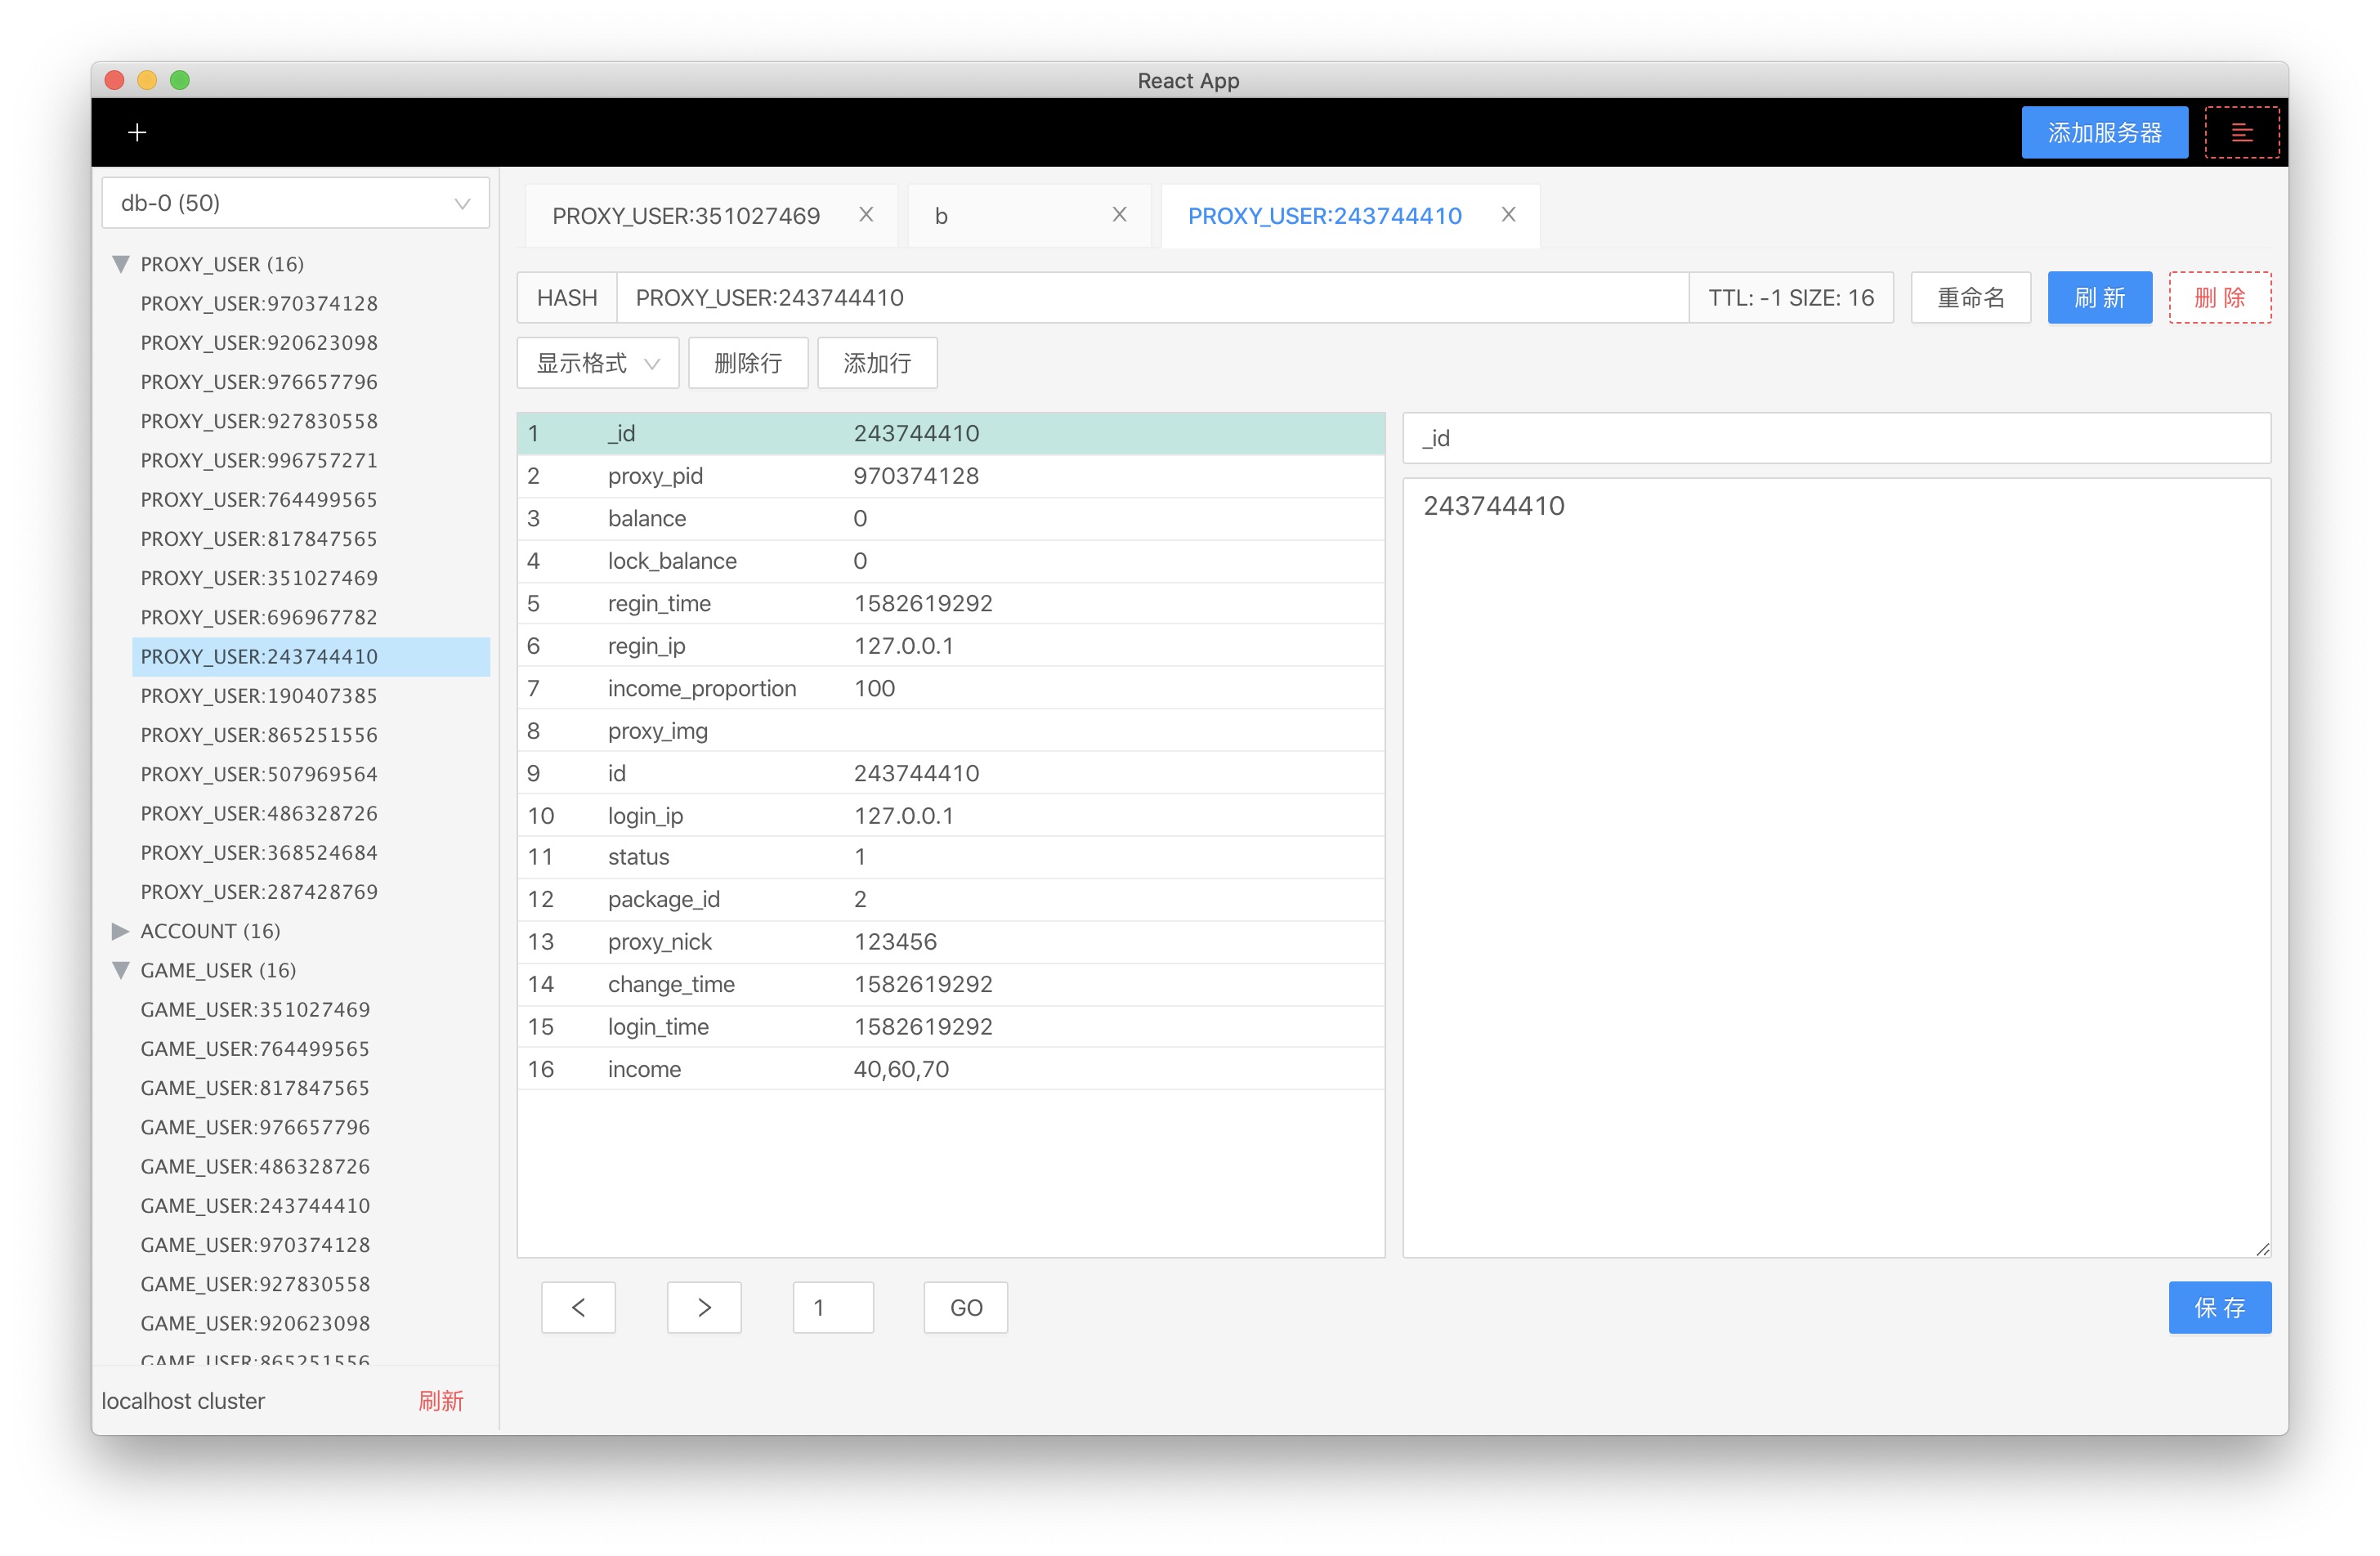 React App
+
添加服务器
db-0 (50)
PROXY_USER (16)
PROXY_USER:970374128
PROXY_USER:920623098
PROXY_USER:976657796
PROXY_USER:927830558
PROXY_USER:996757271
PROXY_USER:764499565
PROXY_USER:817847565
PROXY_USER:351027469
PROXY_USER:696967782
PROXY_USER:243744410
PROXY_USER:190407385
PROXY_USER:865251556
PROXY_USER:507969564
PROXY_USER:486328726
PROXY_USER:368524684
PROXY_USER:287428769
ACCOUNT (16)
GAME_USER (16)
GAME_USER:351027469
GAME_USER:764499565
GAME_USER:817847565
GAME_USER:976657796
GAME_USER:486328726
GAME_USER:243744410
GAME_USER:970374128
GAME_USER:927830558
GAME_USER:920623098
GAME_USER:865251556
localhost cluster 刷新
PROXY_USER:351027469 X b X PROXY_USER:243744410 X
HASH PROXY_USER:243744410 TTL: -1 SIZE: 16 重命名 刷新 删除
显示格式 删除行 添加行
1 _id 243744410
2 proxy_pid 970374128
3 balance 0
4 lock_balance 0
5 regin_time 1582619292
6 regin_ip 127.0.0.1
7 income_proportion 100
8 proxy_img
9 id 243744410
10 login_ip 127.0.0.1
11 status 1
12 package_id 2
13 proxy_nick 123456
14 change_time 1582619292
15 login_time 1582619292
16 income 40,60,70
_id
243744410
< > 1 GO
保存